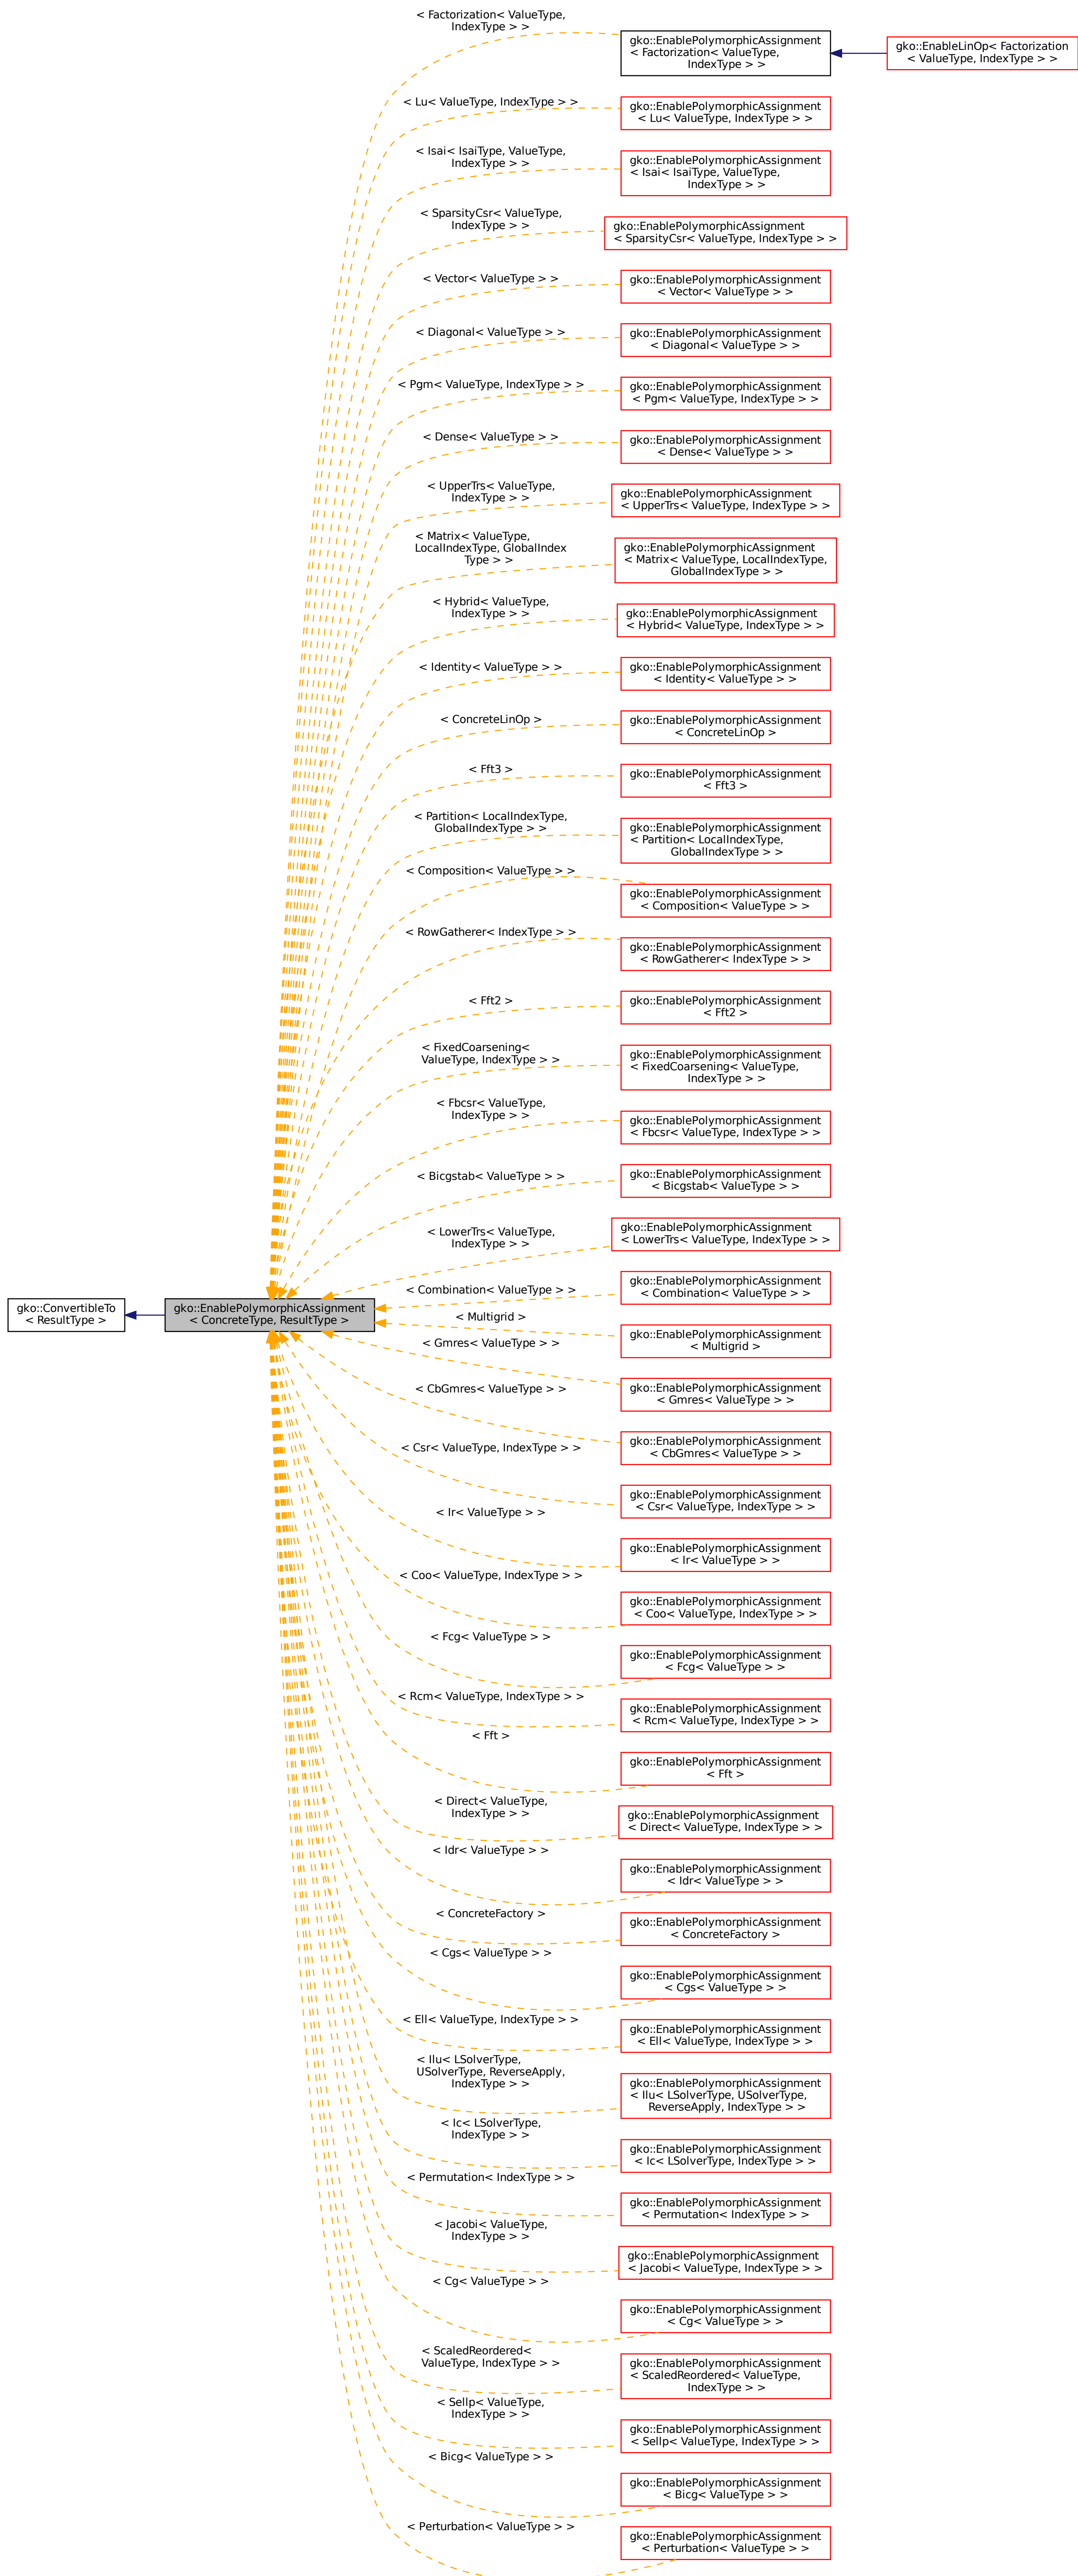 < Factorization< ValueType,
IndexType > >
gko::EnablePolymorphicAssignment
< Factorization< ValueType,
IndexType > >
gko::EnableLinOp< Factorization
< ValueType, IndexType > >
< Lu< ValueType, IndexType > >
gko::EnablePolymorphicAssignment
< Lu< ValueType, IndexType > >
< Isai< IsaiType, ValueType,
IndexType > >
gko::EnablePolymorphicAssignment
< Isai< IsaiType, ValueType,
IndexType > >
< SparsityCsr< ValueType,
IndexType > >
gko::EnablePolymorphicAssignment
< SparsityCsr< ValueType, IndexType > >
< Vector< ValueType > >
gko::EnablePolymorphicAssignment
< Vector< ValueType > >
< Diagonal< ValueType > >
gko::EnablePolymorphicAssignment
< Diagonal< ValueType > >
< Pgm< ValueType, IndexType > >
gko::EnablePolymorphicAssignment
< Pgm< ValueType, IndexType > >
< Dense< ValueType > >
gko::EnablePolymorphicAssignment
< Dense< ValueType > >
< UpperTrs< ValueType,
IndexType > >
gko::EnablePolymorphicAssignment
< UpperTrs< ValueType, IndexType > >
< Matrix< ValueType,
LocalIndexType, GlobalIndex
Type > >
gko::EnablePolymorphicAssignment
< Matrix< ValueType, LocalIndexType,
GlobalIndexType > >
< Hybrid< ValueType,
IndexType > >
gko::EnablePolymorphicAssignment
< Hybrid< ValueType, IndexType > >
< Identity< ValueType > >
gko::EnablePolymorphicAssignment
< Identity< ValueType > >
< ConcreteLinOp >
gko::EnablePolymorphicAssignment
< ConcreteLinOp >
< Fft3 >
gko::EnablePolymorphicAssignment
< Fft3 >
< Partition< LocalIndexType,
GlobalIndexType > >
gko::EnablePolymorphicAssignment
< Partition< LocalIndexType,
GlobalIndexType > >
< Composition< ValueType > >
gko::EnablePolymorphicAssignment
< Composition< ValueType > >
< RowGatherer< IndexType > >
gko::EnablePolymorphicAssignment
< RowGatherer< IndexType > >
< Fft2 >
gko::EnablePolymorphicAssignment
< Fft2 >
< FixedCoarsening<
ValueType, IndexType > >
gko::EnablePolymorphicAssignment
< FixedCoarsening< ValueType,
IndexType > >
< Fbcsr< ValueType,
IndexType > >
gko::EnablePolymorphicAssignment
< Fbcsr< ValueType, IndexType > >
< Bicgstab< ValueType > >
gko::EnablePolymorphicAssignment
< Bicgstab< ValueType > >
< LowerTrs< ValueType,
IndexType > >
gko::EnablePolymorphicAssignment
< LowerTrs< ValueType, IndexType > >
< Combination< ValueType > >
gko::EnablePolymorphicAssignment
< Combination< ValueType > >
gko::ConvertibleTo
< ResultType >
gko::EnablePolymorphicAssignment
< ConcreteType, ResultType >
< Multigrid >
gko::EnablePolymorphicAssignment
< Multigrid >
< Gmres< ValueType > >
gko::EnablePolymorphicAssignment
< Gmres< ValueType > >
< CbGmres< ValueType > >
gko::EnablePolymorphicAssignment
< CbGmres< ValueType > >
< Csr< ValueType, IndexType > >
gko::EnablePolymorphicAssignment
< Csr< ValueType, IndexType > >
< Ir< ValueType > >
gko::EnablePolymorphicAssignment
< Ir< ValueType > >
< Coo< ValueType, IndexType > >
gko::EnablePolymorphicAssignment
< Coo< ValueType, IndexType > >
< Fcg< ValueType > >
gko::EnablePolymorphicAssignment
< Fcg< ValueType > >
< Rcm< ValueType, IndexType > >
gko::EnablePolymorphicAssignment
< Rcm< ValueType, IndexType > >
< Fft >
gko::EnablePolymorphicAssignment
< Fft >
< Direct< ValueType,
IndexType > >
gko::EnablePolymorphicAssignment
< Direct< ValueType, IndexType > >
< Idr< ValueType > >
gko::EnablePolymorphicAssignment
< Idr< ValueType > >
< ConcreteFactory >
gko::EnablePolymorphicAssignment
< ConcreteFactory >
< Cgs< ValueType > >
gko::EnablePolymorphicAssignment
< Cgs< ValueType > >
< Ell< ValueType, IndexType > >
gko::EnablePolymorphicAssignment
< Ell< ValueType, IndexType > >
< Ilu< LSolverType,
USolverType, ReverseApply,
IndexType > >
gko::EnablePolymorphicAssignment
< Ilu< LSolverType, USolverType,
ReverseApply, IndexType > >
< Ic< LSolverType,
IndexType > >
gko::EnablePolymorphicAssignment
< Ic< LSolverType, IndexType > >
< Permutation< IndexType > >
gko::EnablePolymorphicAssignment
< Permutation< IndexType > >
< Jacobi< ValueType,
IndexType > >
gko::EnablePolymorphicAssignment
< Jacobi< ValueType, IndexType > >
< Cg< ValueType > >
gko::EnablePolymorphicAssignment
< Cg< ValueType > >
< ScaledReordered<
ValueType, IndexType > >
gko::EnablePolymorphicAssignment
< ScaledReordered< ValueType,
IndexType > >
< Sellp< ValueType,
IndexType > >
gko::EnablePolymorphicAssignment
< Sellp< ValueType, IndexType > >
< Bicg< ValueType > >
gko::EnablePolymorphicAssignment
< Bicg< ValueType > >
< Perturbation< ValueType > >
gko::EnablePolymorphicAssignment
< Perturbation< ValueType > >